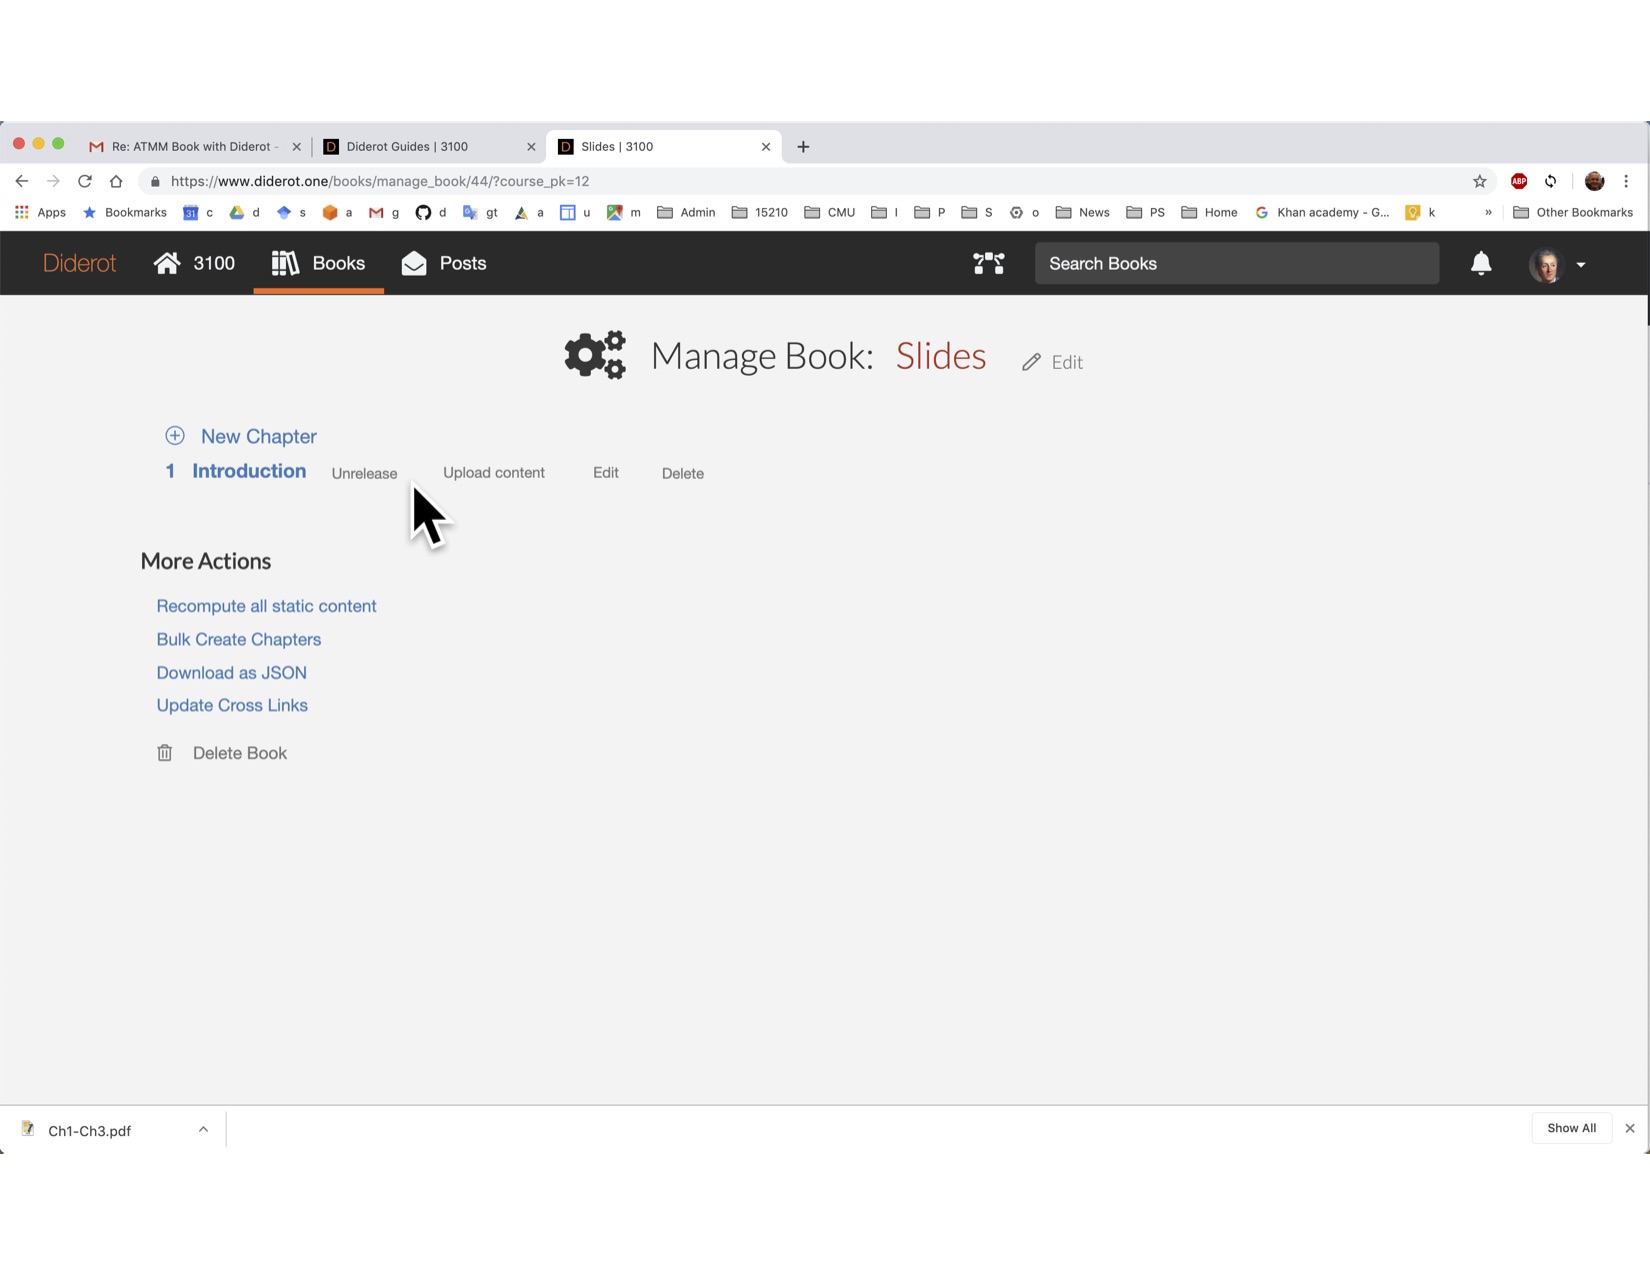 Re: ATMM Book with Diderot -
Diderot Guides | 3100
Slides | 3100
https://www.diderot.one/books/manage_book/44/?course_pk=12
ABP
Apps Bookmarks 31 c d s a g d gt a u m Admin 15210 CMU I P S o News PS Home Khan academy - G... k » Other Bookmarks
Diderot 3100 Books Posts Search Books
Manage Book: Slides Edit
New Chapter
1 Introduction Unrelease Upload content Edit Delete
More Actions
Recompute all static content
Bulk Create Chapters
Download as JSON
Update Cross Links
Delete Book
Ch1-Ch3.pdf Show All